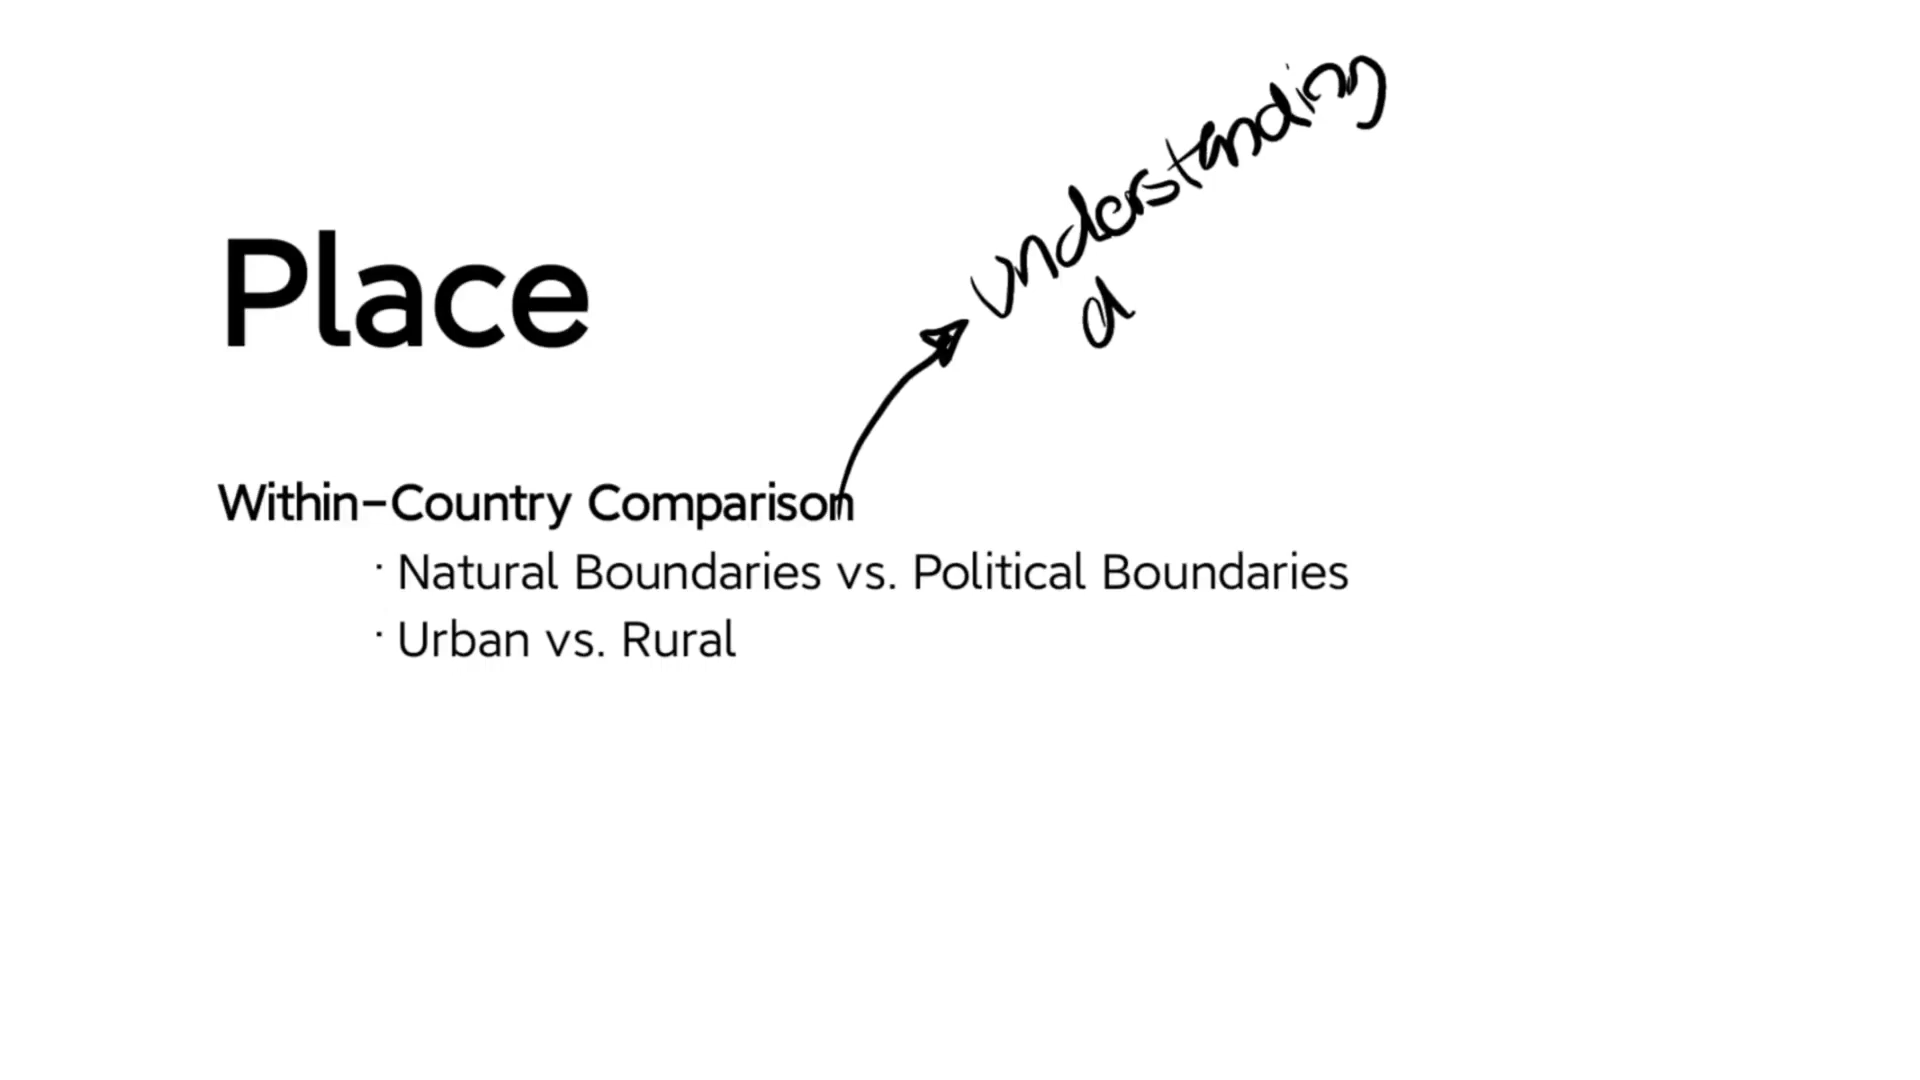 understanding
a
Place
Within-Country Comparison
· Natural Boundaries vs. Political Boundaries
· Urban vs. Rural